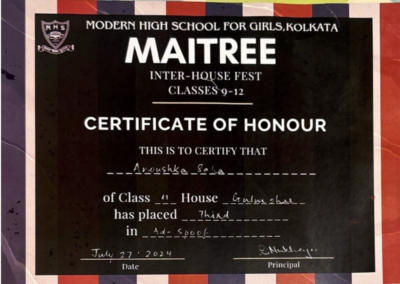 MHS
MODERN HIGH SCHOOL FOR GIRLS, KOLKATA
MAITREE
INTER-HOUSE FEST
CLASSES 9-12
CERTIFICATE OF HONOUR
THIS IS TO CERTIFY THAT
Anoushka Saha
of Class 11 House
has placed Third
in Ad-Spoof
July 27, 2024
Date Principal